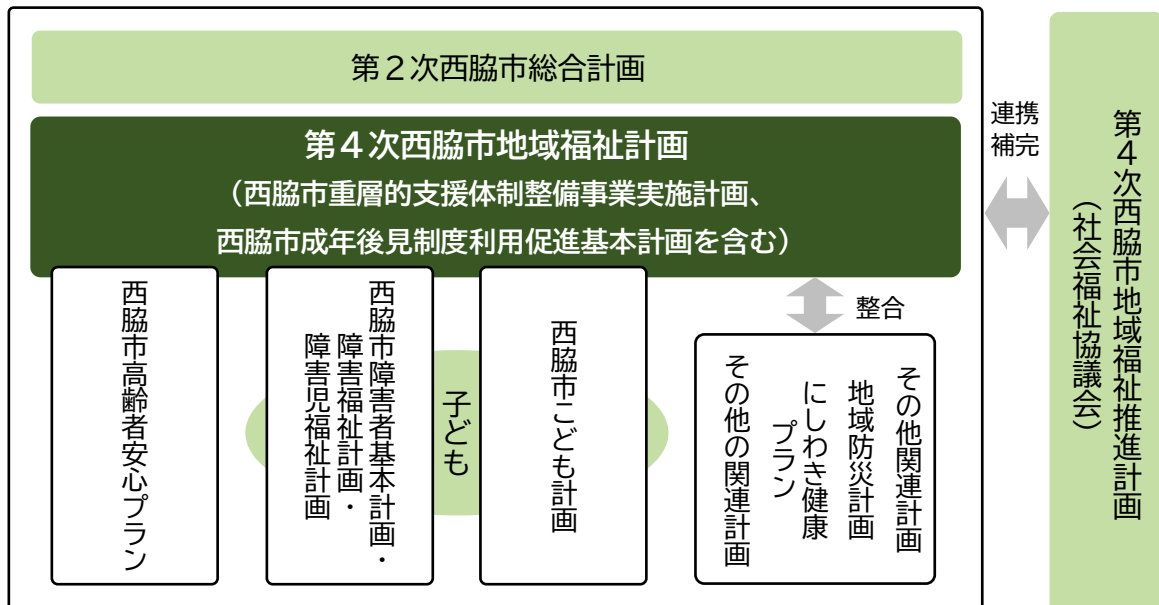 第２次西脇市総合計画
第４次西脇市地域福祉計画
（西脇市重層的支援体制整備事業実施計画、
西脇市成年後見制度利用促進基本計画を含む）
西脇市高齢者安心プラン
西脇市障害者基本計画・
障害福祉計画・
障害児福祉計画
子ども
西脇市こども計画
整合
その他関連計画
地域防災計画
にしわき健康
プラン
その他の関連計画
連携
補完
第４次西脇市地域福祉推進計画
（社会福祉協議会）